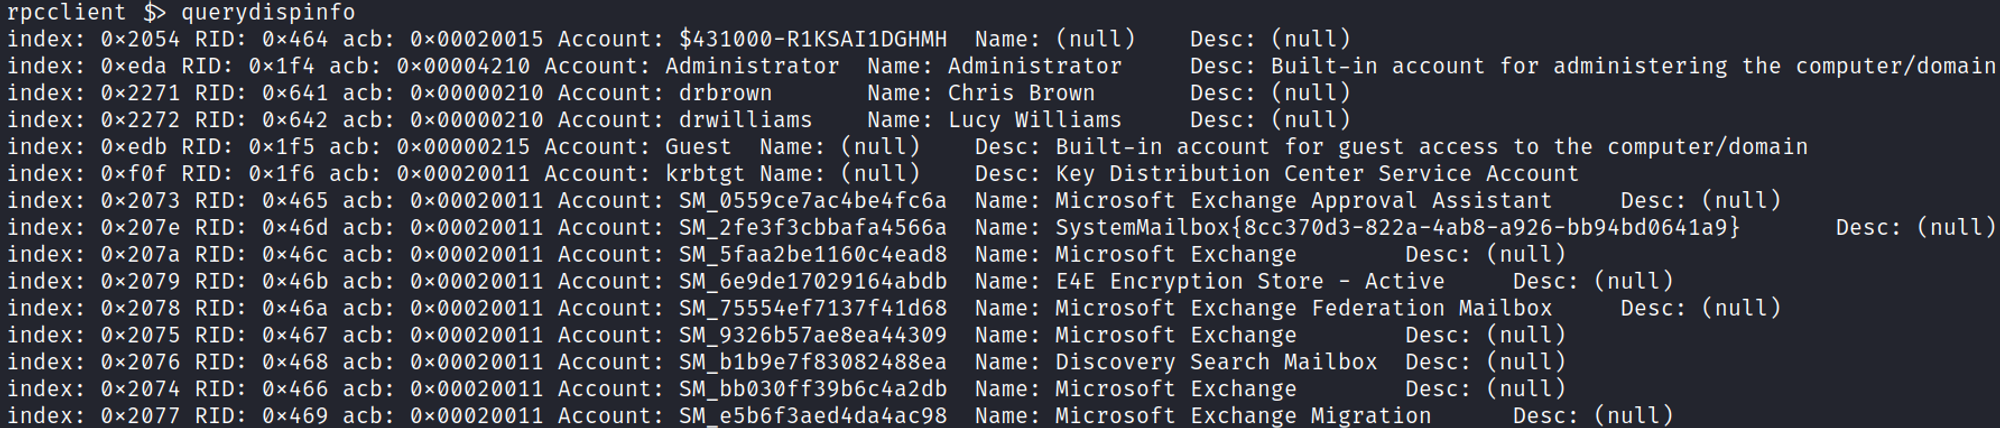 rpcclient $> querydispinfo
index: 0×2054 RID: 0×464 acb: 0×00020015 Account: $431000-R1KSAI1DGHMH  Name: (null)    Desc: (null)
index: 0×eda RID: 0×1f4 acb: 0×00004210 Account: Administrator  Name: Administrator     Desc: Built-in account for administering the computer/domain
index: 0×2271 RID: 0×641 acb: 0×00000210 Account: drbrown       Name: Chris Brown       Desc: (null)
index: 0×2272 RID: 0×642 acb: 0×00000210 Account: drwilliams    Name: Lucy Williams     Desc: (null)
index: 0×edb RID: 0×1f5 acb: 0×00000215 Account: Guest  Name: (null)    Desc: Built-in account for guest access to the computer/domain
index: 0×f0f RID: 0×1f6 acb: 0×00020011 Account: krbtgt Name: (null)    Desc: Key Distribution Center Service Account
index: 0×2073 RID: 0×465 acb: 0×00020011 Account: SM_0559ce7ac4be4fc6a  Name: Microsoft Exchange Approval Assistant     Desc: (null)
index: 0×207e RID: 0×46d acb: 0×00020011 Account: SM_2fe3f3cbbafa4566a  Name: SystemMailbox{8cc370d3-822a-4ab8-a926-bb94bd0641a9}       Desc: (null)
index: 0×207a RID: 0×46c acb: 0×00020011 Account: SM_5faa2be1160c4ead8  Name: Microsoft Exchange        Desc: (null)
index: 0×2079 RID: 0×46b acb: 0×00020011 Account: SM_6e9de17029164abdb  Name: E4E Encryption Store - Active     Desc: (null)
index: 0×2078 RID: 0×46a acb: 0×00020011 Account: SM_75554ef7137f41d68  Name: Microsoft Exchange Federation Mailbox     Desc: (null)
index: 0×2075 RID: 0×467 acb: 0×00020011 Account: SM_9326b57ae8ea44309  Name: Microsoft Exchange        Desc: (null)
index: 0×2076 RID: 0×468 acb: 0×00020011 Account: SM_b1b9e7f83082488ea  Name: Discovery Search Mailbox  Desc: (null)
index: 0×2074 RID: 0×466 acb: 0×00020011 Account: SM_bb030ff39b6c4a2db  Name: Microsoft Exchange        Desc: (null)
index: 0×2077 RID: 0×469 acb: 0×00020011 Account: SM_e5b6f3aed4da4ac98  Name: Microsoft Exchange Migration      Desc: (null)